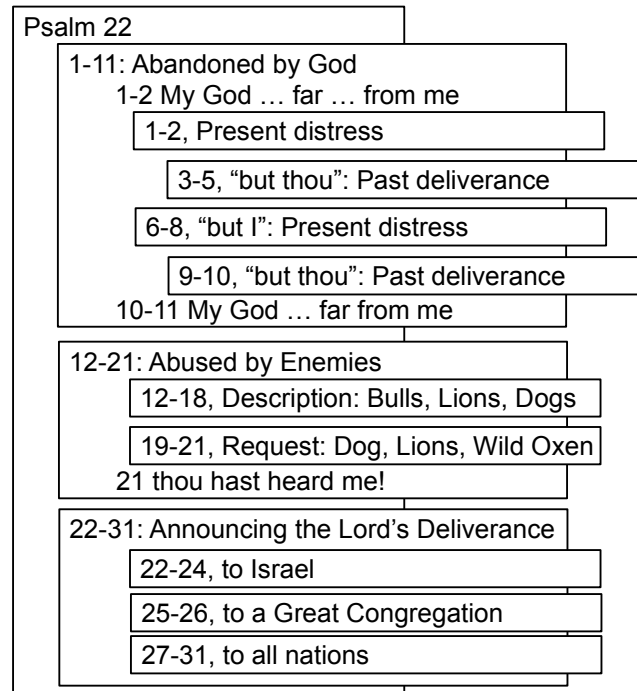 Psalm 22
1-11: Abandoned by God
1-2 My God … far … from me
1-2, Present distress
3-5, “but thou”: Past deliverance
6-8, “but I”: Present distress
9-10, “but thou”: Past deliverance
10-11 My God … far from me
12-21: Abused by Enemies
12-18, Description: Bulls, Lions, Dogs
19-21, Request: Dog, Lions, Wild Oxen
21 thou hast heard me!
22-31: Announcing the Lord’s Deliverance
22-24, to Israel
25-26, to a Great Congregation
27-31, to all nations